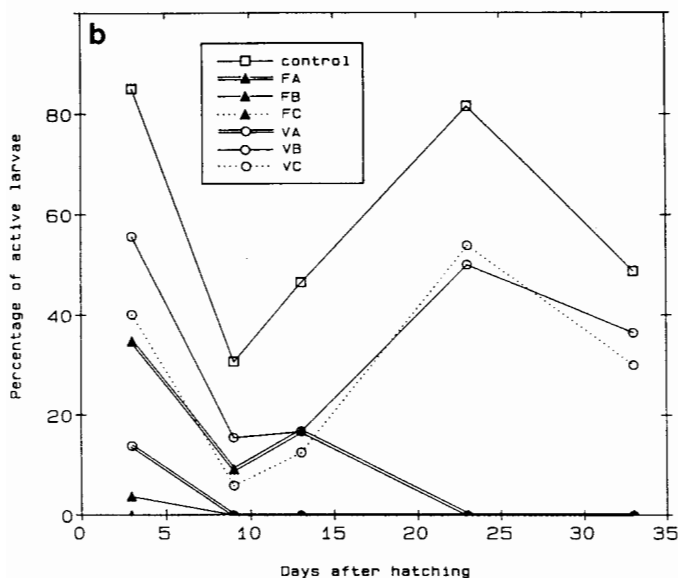 b
control
FA
FB
FC
VA
VB
VC
Percentage of active larvae
80
60
40
20
0
0 5 10 15 20 25 30 35
Days after hatching